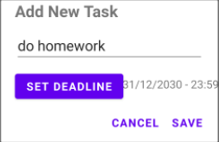 Add New Task
do homework
SET DEADLINE 31/12/2030 - 23:59
CANCEL SAVE